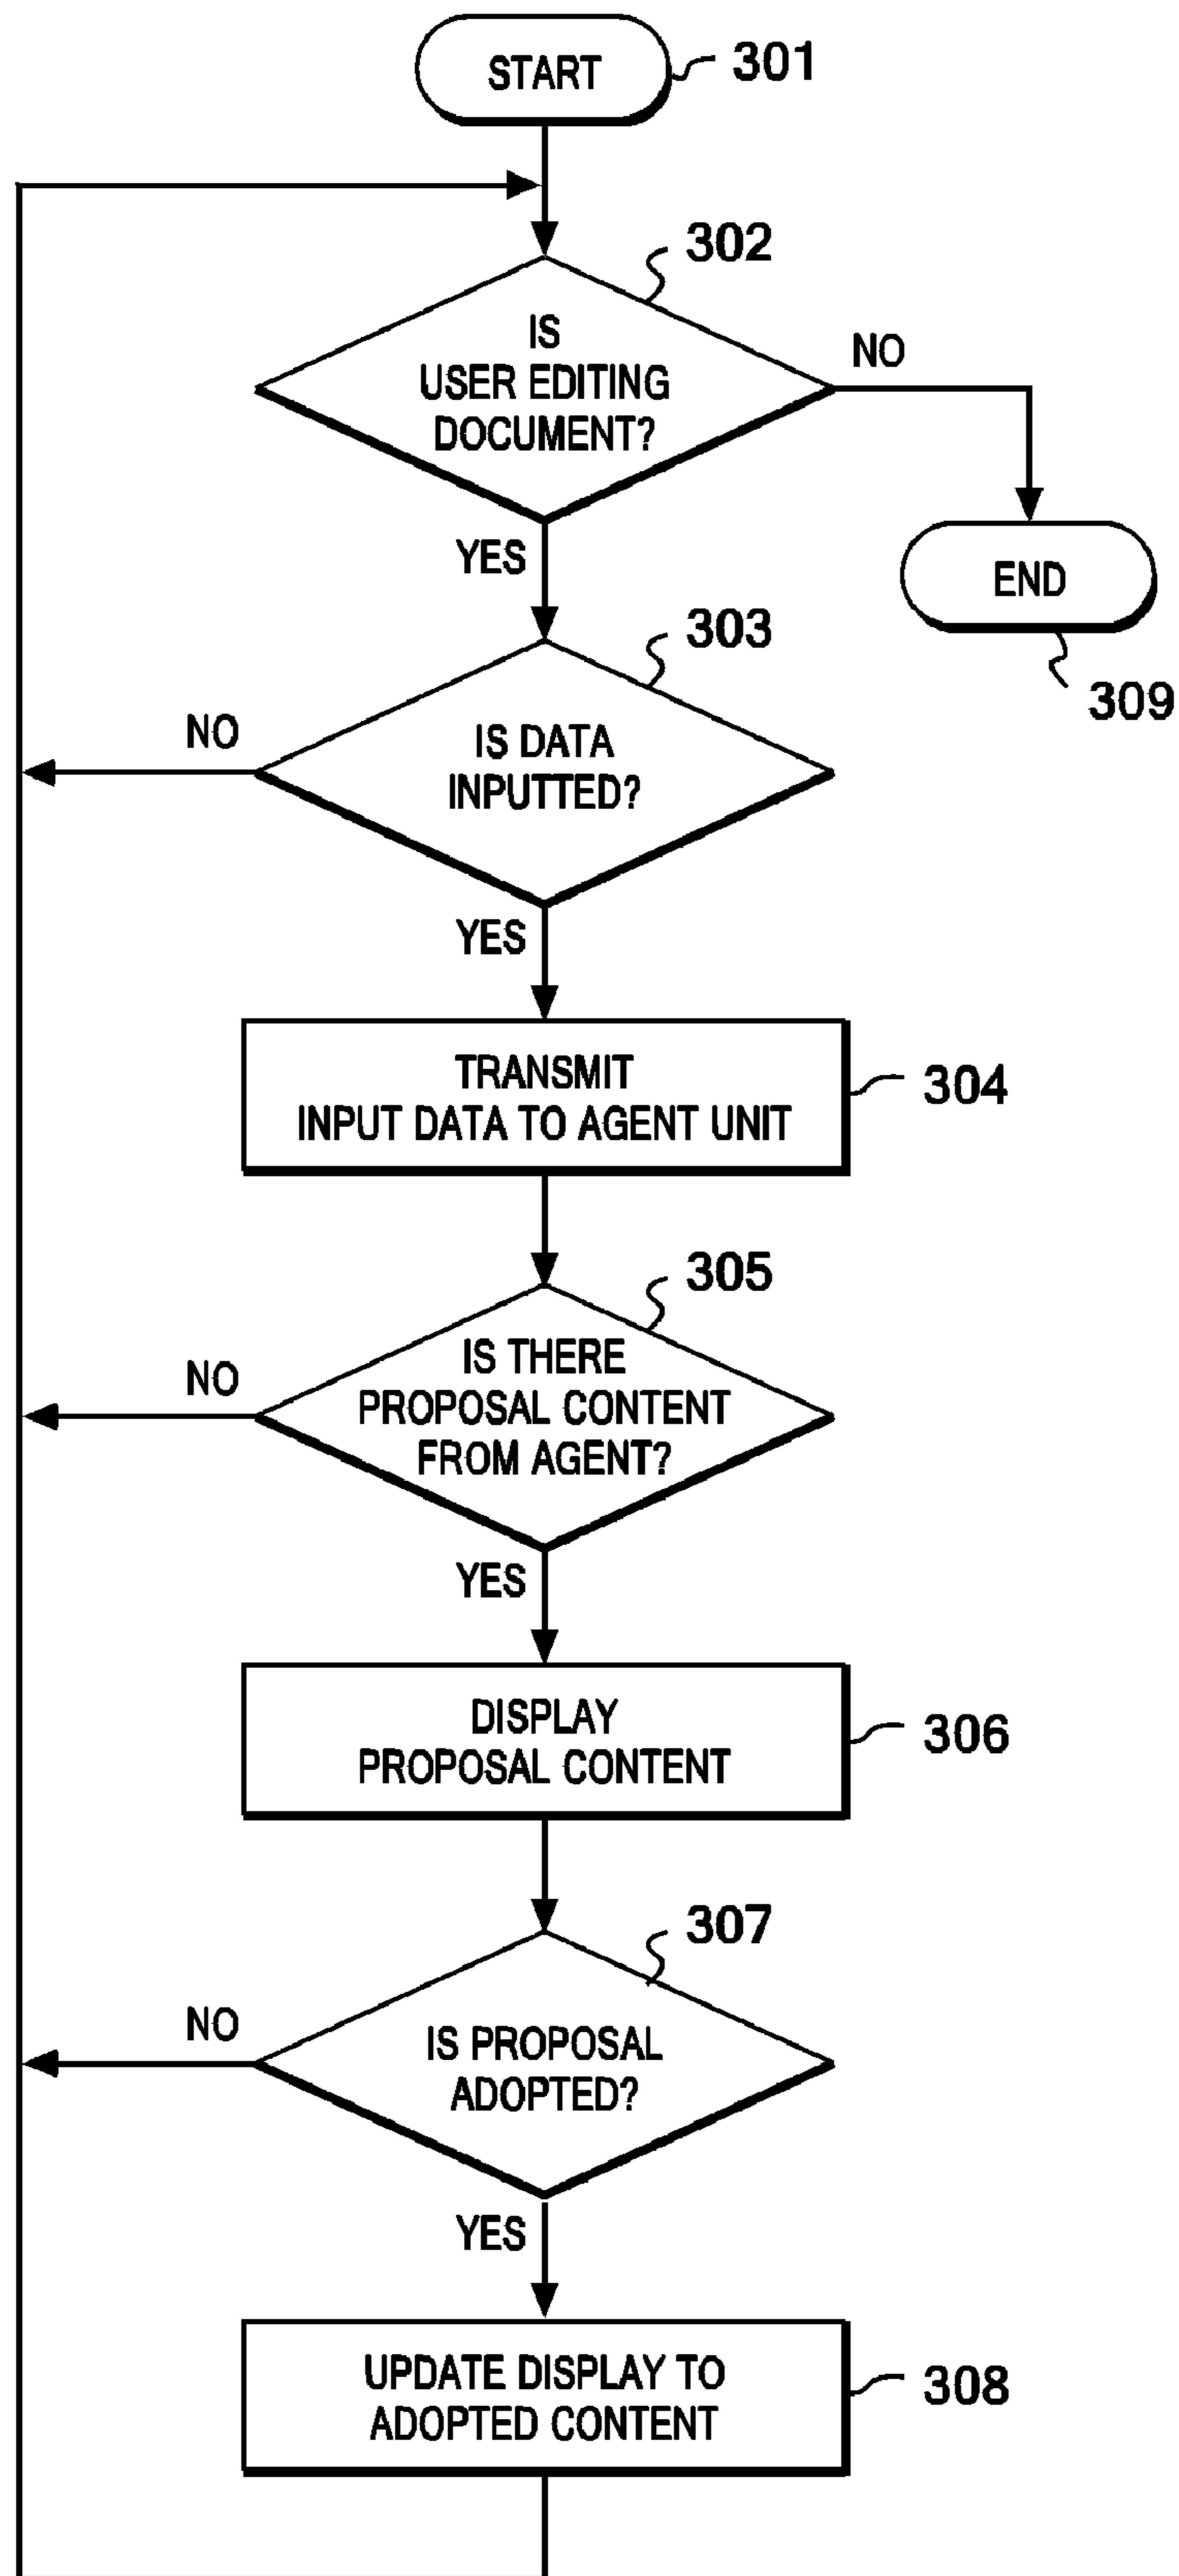 START
301
302
IS
USER EDITING
DOCUMENT?
NO
YES
END
309
303
NO
IS DATA
INPUTTED?
YES
TRANSMIT
INPUT DATA TO AGENT UNIT
304
305
NO
IS THERE
PROPOSAL CONTENT
FROM AGENT?
YES
DISPLAY
PROPOSAL CONTENT
306
307
NO
IS PROPOSAL
ADOPTED?
YES
UPDATE DISPLAY TO
ADOPTED CONTENT
308